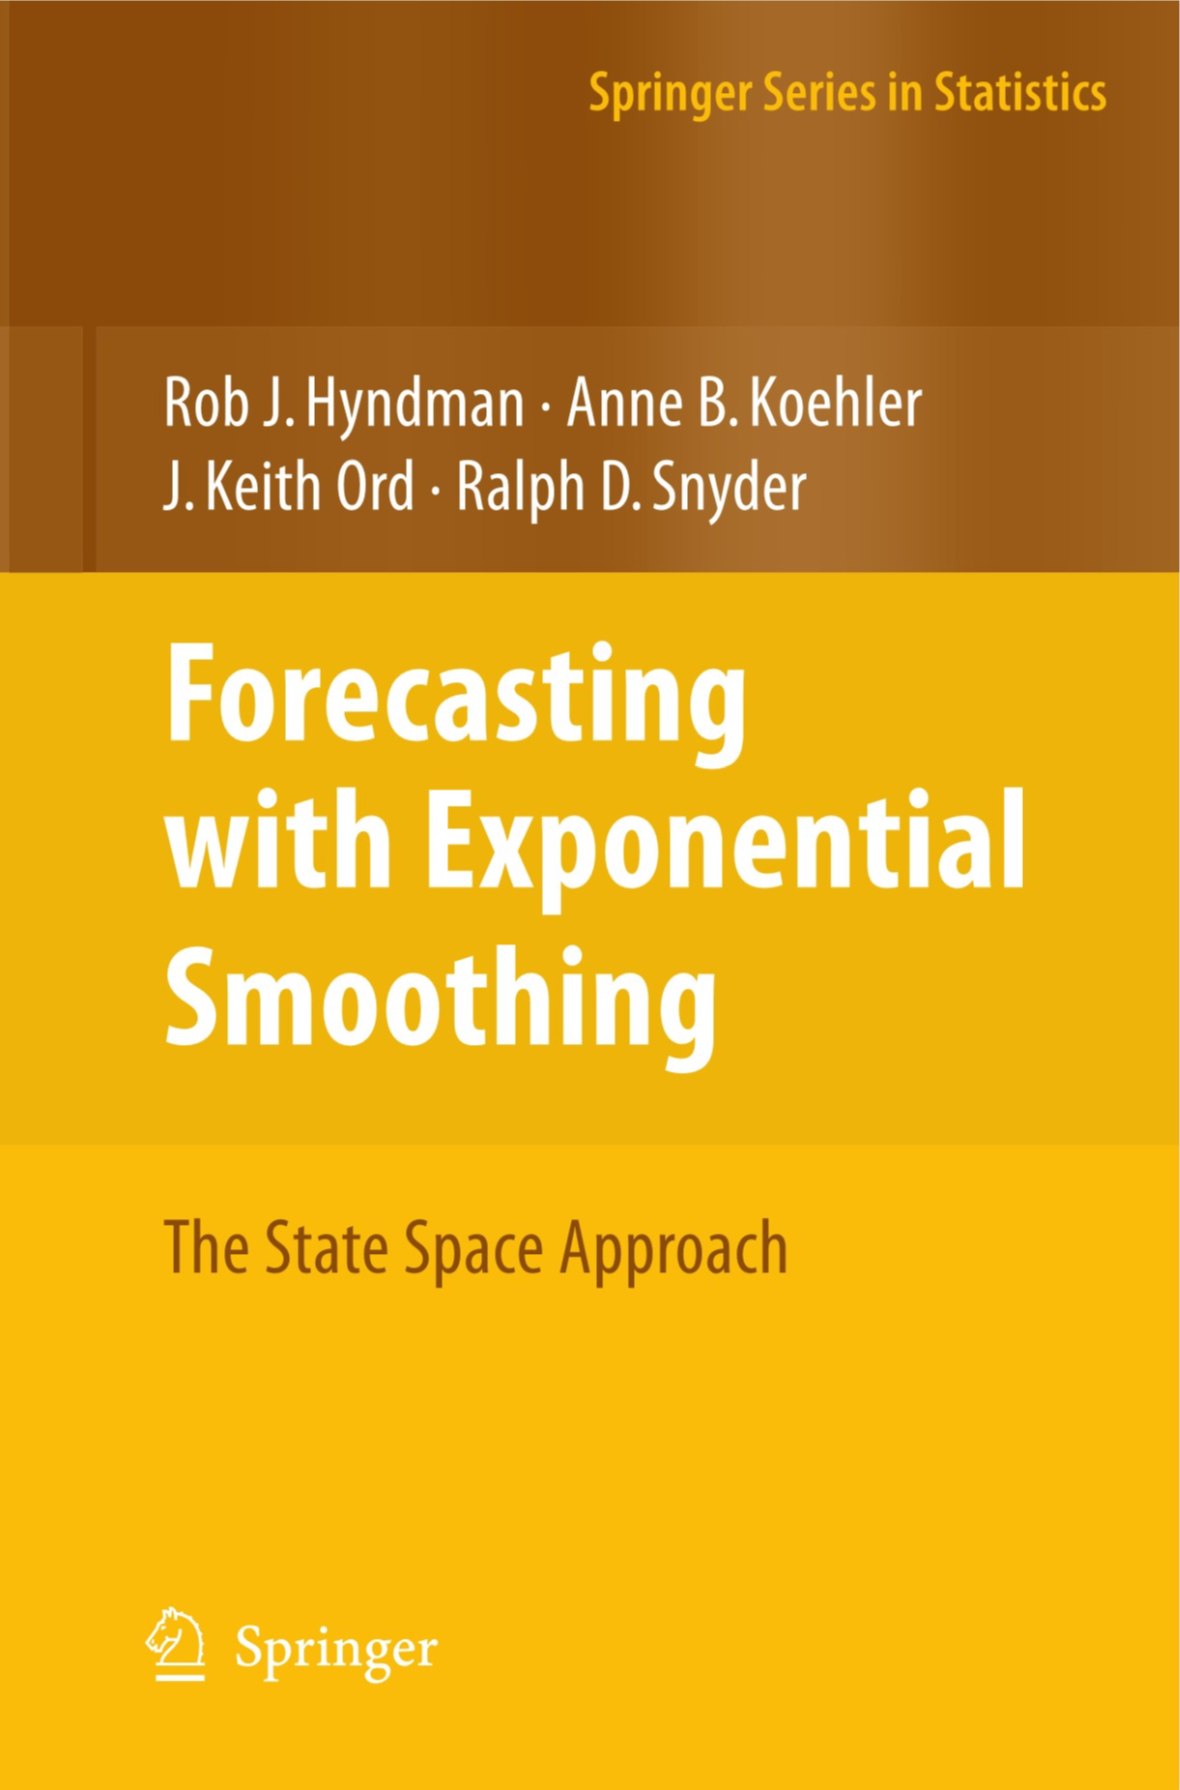 Springer Series in Statistics
Rob J. Hyndman · Anne B. Koehler
J. Keith Ord · Ralph D. Snyder
Forecasting
with Exponential
Smoothing
The State Space Approach
Springer